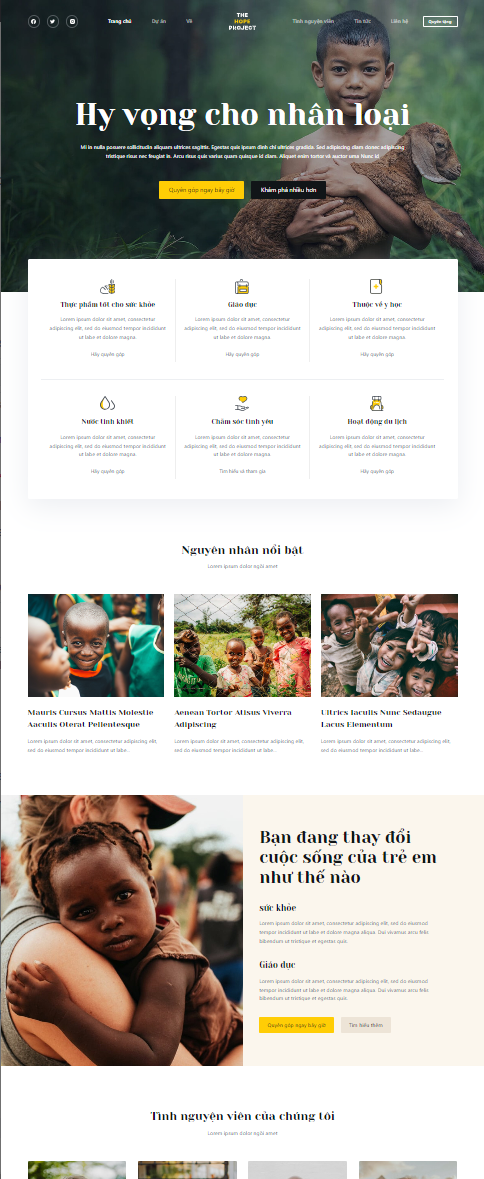 Trang chủ
Dự án
Về
THE
HOPE
PROJECT
Tình nguyện viên
Tin tức
Liên hệ
Quyên tặng
Hy vọng cho nhân loại
Mi in nulla posuere sollicitudin aliquam ultrices sagittis. Egestas quis ipsum dinh chi vitrices gradida. Sed adipiscing diam donec adipiscing
tristique risus nec feugiat in. Arcu risus quis varius quam quisque id diam. Aliquet enim tortor và auctor urna Nunc id
Quyên góp ngay bây giờ
Khám phá nhiều hơn
Thực phẩm tốt cho sức khỏe
Giáo dục
Thuộc về y học
Lorem ipsum dolor sit amet, consectetur
adipiscing elit, sed do eiusmod tempor incididunt
ut labe et dolore magna
Lorem ipsum dolor sit amet, consectetur
adipiscing elit, sed do eiusmod tempor incididunt
ut labe et dolore magna
Lorem ipsum dolor sit amet, consectetur
adipiscing elit, sed do eiusmod tempor incididunt
ut labe et dolore magna
Hãy quyên góp
Hãy quyên góp
Hãy quyên góp
Nước tinh khiết
Chăm sóc tình yêu
Hoạt động du lịch
Lorem ipsum dolor sit amet, consectetur
adipiscing elit, sed do eiusmod tempor incididunt
ut labe et dolore magna
Lorem ipsum dolor sit amet, consectetur
adipiscing elit, sed do eiusmod tempor incididunt
ut labe et dolore magna
Lorem ipsum dolor sit amet, consectetur
adipiscing elit, sed do eiusmod tempor incididunt
ut labe et dolore magna
Hãy quyên góp
Tìm hiểu và tham gia
Hãy quyên góp
Nguyên nhân nổi bật
Lorem ipsum dolor ngồi amet
Mauris Cursus Mattis Molestie
Aaculis Oterat Pellentesque
Aenean Tortor Atisus Viverra
Adipiscing
Ultrics Iaculis Nunc Sedaugue
Lacus Elementum
Lorem ipsum dolor sit amet, consectetur adipiscing elit,
sed do eiusmod tempor incididunt ut labe...
Lorem ipsum dolor sit amet, consectetur adipiscing elit,
sed do eiusmod tempor incididunt ut labe...
Lorem ipsum dolor sit amet, consectetur adipiscing elit,
sed do eiusmod tempor incididunt ut labe...
Bạn đang thay đổi
cuộc sống của trẻ em
như thế nào
sức khỏe
Lorem ipsum dolor sit amet, consectetur adipiscing elit, sed do eiusmod
tempor incididunt ut labe et dolore magna aliqua. Dui vivamus arcu felis
bibendum ut tristique et egestas quis
Giáo dục
Lorem ipsum dolor sit amet, consectetur adipiscing elit, sed do eiusmod
tempor incididunt ut labe et dolore magna aliqua. Dui vivamus arcu felis
bibendum ut tristique et egestas quis
Quyên góp ngay bây giờ
Tìm hiểu thêm
Tình nguyện viên của chúng tôi
Lorem ipsum dolor ngồi amet